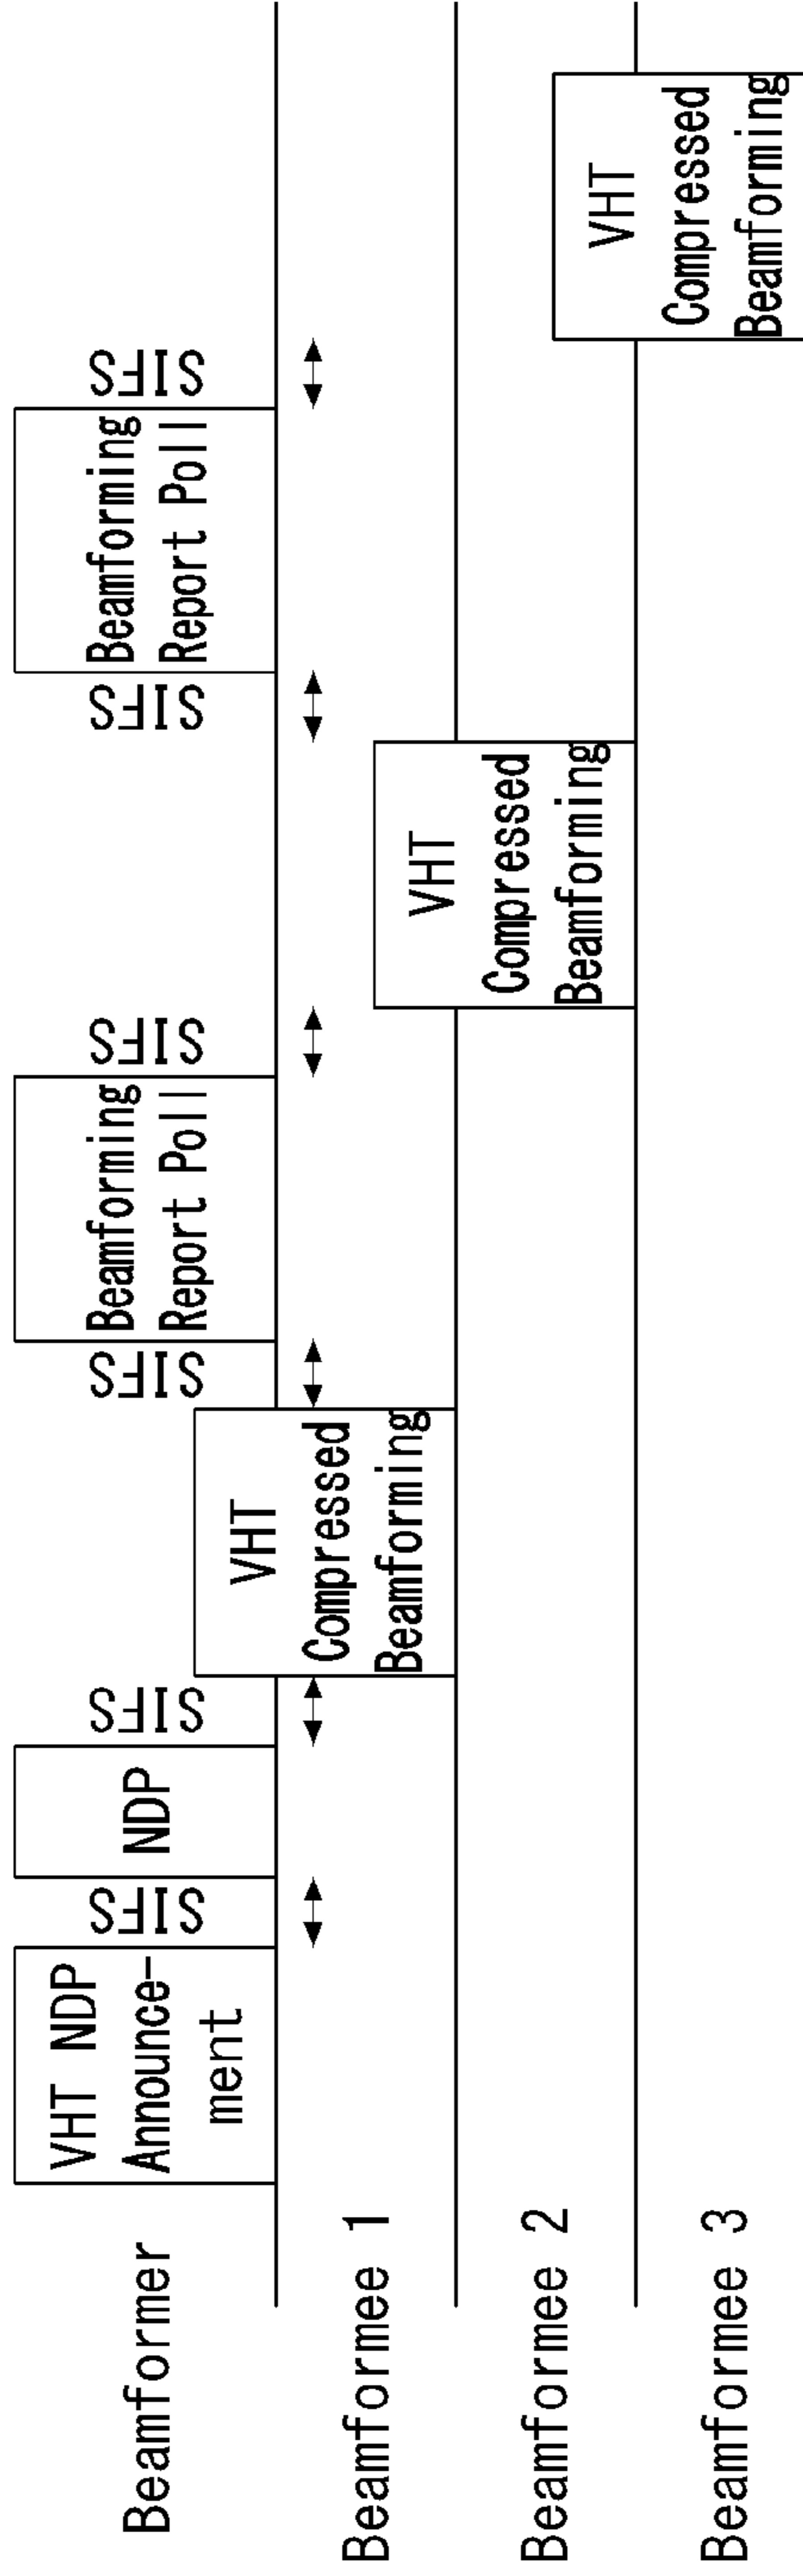 Beamformer
VHT NDP
Announce-
ment
SIFS
NDP
SIFS
SIFS
Beamforming
Report Poll
SIFS
SIFS
Beamforming
Report Poll
SIFS
Beamformee 1
VHT
Compressed
Beamforming
Beamformee 2
VHT
Compressed
Beamforming
Beamformee 3
VHT
Compressed
Beamforming